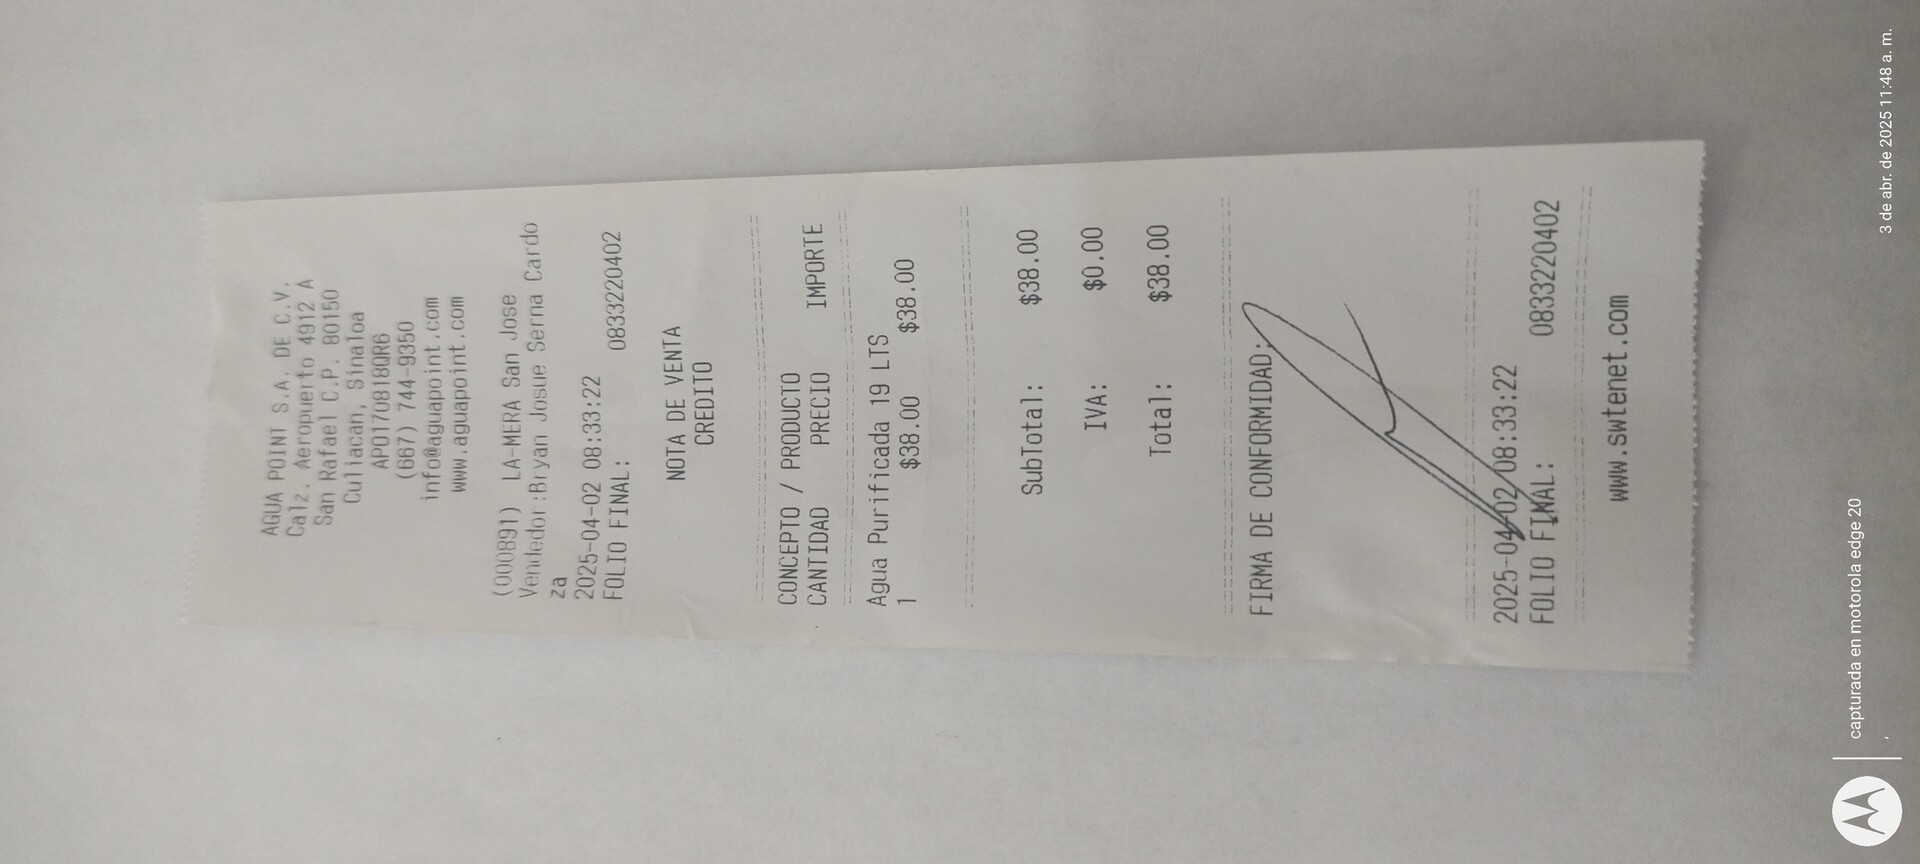 AGUA POINT S.A. DE C.V.
Calz. Aeropuerto 4912 A
San Rafael C.P. 80150
Culiacan, Sinaloa
APO170818QR6
(667) 744-9350
info@aguapoint.com
www.aguapoint.com
(000891) LA-MERA San Jose
Vendedor:Bryan Josue Serna Cardo
za
2025-04-02 08:33:22
FOLIO FINAL: 0833220402
NOTA DE VENTA
CREDITO
CONCEPTO / PRODUCTO
CANTIDAD PRECIO IMPORTE
Agua Purificada 19 LTS
1 $38.00 $38.00
SubTotal: $38.00
IVA: $0.00
Total: $38.00
FIRMA DE CONFORMIDAD:
2025-04-02 08:33:22
FOLIO FINAL: 0833220402
www.swtenet.com
capturada en motorola edge 20
,
3 de abr. de 2025 11:48 a. m.